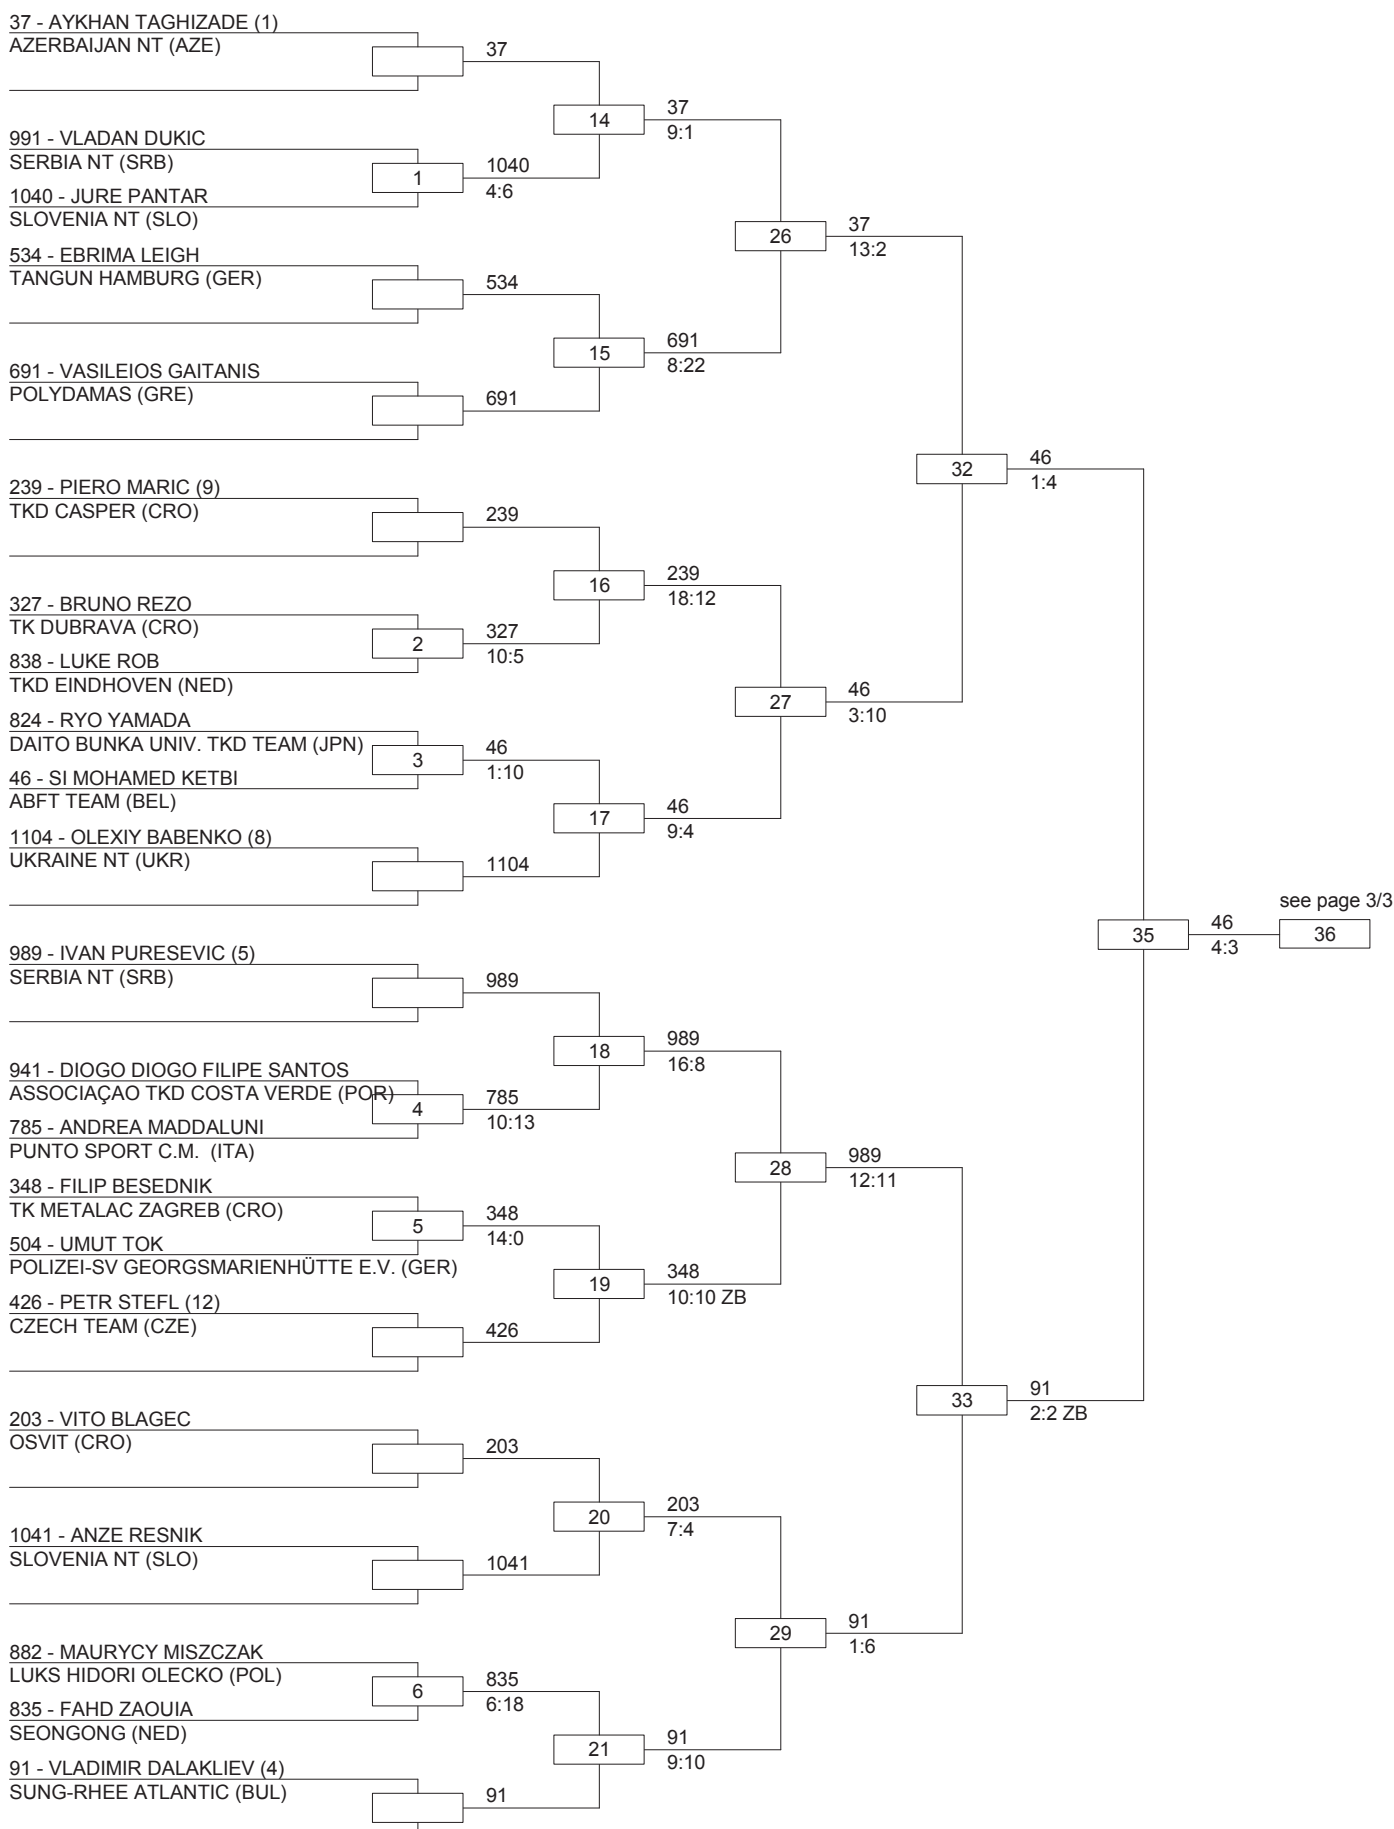 37 - AYKHAN TAGHIZADE (1)
AZERBAIJAN NT (AZE)
37
14
37
9:1
991 - VLADAN DUKIC
SERBIA NT (SRB)
1
1040
4:6
1040 - JURE PANTAR
SLOVENIA NT (SLO)
26
37
13:2
534 - EBRIMA LEIGH
TANGUN HAMBURG (GER)
534
15
691
8:22
691 - VASILEIOS GAITANIS
POLYDAMAS (GRE)
691
32
46
1:4
239 - PIERO MARIC (9)
TKD CASPER (CRO)
239
16
239
18:12
327 - BRUNO REZO
TK DUBRAVA (CRO)
2
327
10:5
838 - LUKE ROB
TKD EINDHOVEN (NED)
27
46
3:10
824 - RYO YAMADA
DAITO BUNKA UNIV. TKD TEAM (JPN)
3
46
1:10
46 - SI MOHAMED KETBI
ABFT TEAM (BEL)
17
46
9:4
1104 - OLEXIY BABENKO (8)
UKRAINE NT (UKR)
1104
see page 3/3
35
46
4:3
36
989 - IVAN PURESEVIC (5)
SERBIA NT (SRB)
989
18
989
16:8
941 - DIOGO DIOGO FILIPE SANTOS
ASSOCIAÇAO TKD COSTA VERDE (POR)
4
785
10:13
785 - ANDREA MADDALUNI
PUNTO SPORT C.M. (ITA)
28
989
12:11
348 - FILIP BESEDNIK
TK METALAC ZAGREB (CRO)
5
348
14:0
504 - UMUT TOK
POLIZEI-SV GEORGSMARIENHÜTTE E.V. (GER)
19
348
10:10 ZB
426 - PETR STEFL (12)
CZECH TEAM (CZE)
426
33
91
2:2 ZB
203 - VITO BLAGEC
OSVIT (CRO)
203
20
203
7:4
1041 - ANZE RESNIK
SLOVENIA NT (SLO)
1041
29
91
1:6
882 - MAURYCY MISZCZAK
LUKS HIDORI OLECKO (POL)
6
835
6:18
835 - FAHD ZAOUIA
SEONGONG (NED)
21
91
9:10
91 - VLADIMIR DALAKLIEV (4)
SUNG-RHEE ATLANTIC (BUL)
91